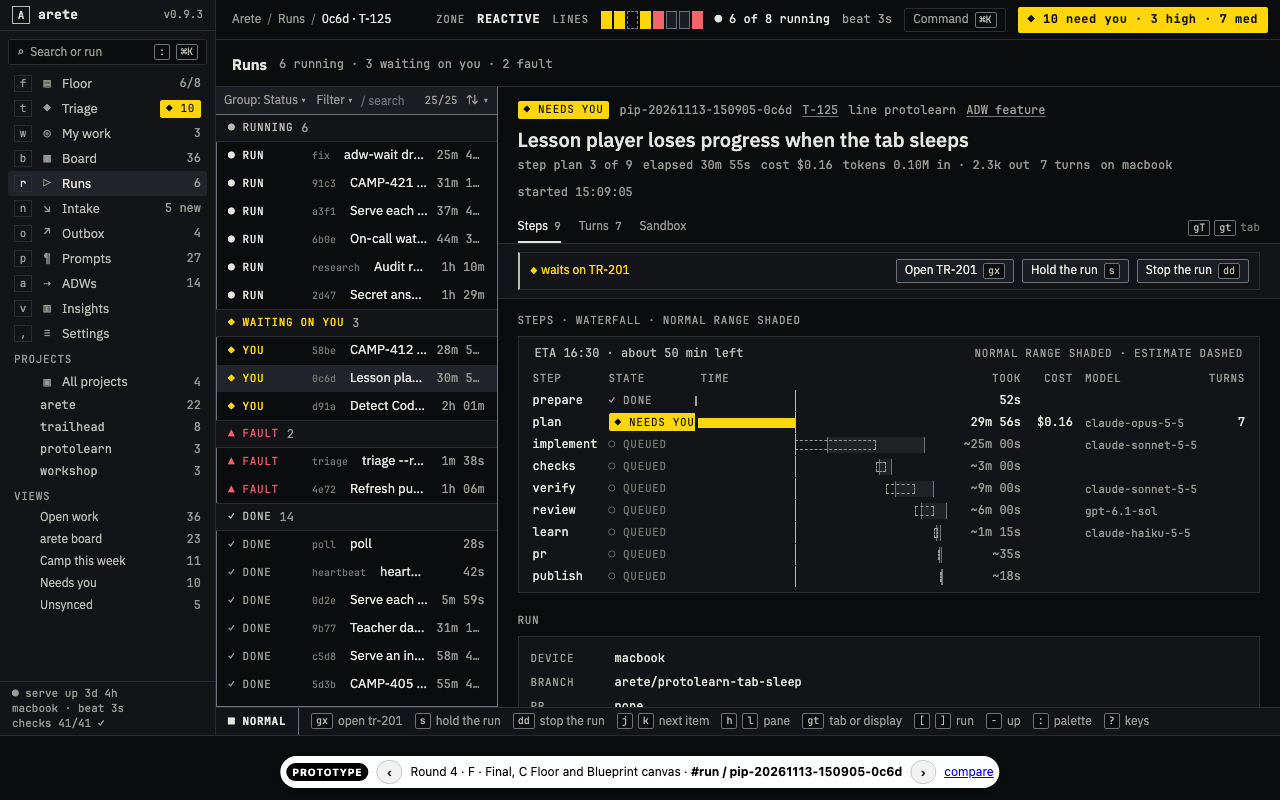 A arete v0.9.3
Arete / Runs / 0c6d · T-125
ZONE REACTIVE LINES
6 of 8 running beat 3s
Command ⌘K
◆ 10 need you · 3 high · 7 med
Search or run : ⌘K
f Floor 6/8
t Triage ◆ 10
w My work 3
b Board 36
r Runs 6
n Intake 5 new
o Outbox 4
p ¶ Prompts 27
a ADWs 14
v Insights
, Settings
PROJECTS
All projects 4
arete 22
trailhead 8
protolearn 3
workshop 3
VIEWS
Open work 36
arete board 23
Camp this week 11
Needs you 10
Unsynced 5
● serve up 3d 4h
macbook · beat 3s
checks 41/41 ✓
Runs 6 running · 3 waiting on you · 2 fault
Group: Status ▾ Filter ▾ / search 25/25 ⇅ ▾
● RUNNING 6
● RUN fix adw-wait dr... 25m 4...
● RUN 91c3 CAMP-421 ... 31m 1...
● RUN a3f1 Serve each ... 37m 4...
● RUN 6b0e On-call wat... 44m 3...
● RUN research Audit r... 1h 10m
● RUN 2d47 Secret ans... 1h 29m
◆ WAITING ON YOU 3
◆ YOU 58be CAMP-412 ... 28m 5...
◆ YOU 0c6d Lesson pla... 30m 5...
◆ YOU d91a Detect Cod... 2h 01m
▲ FAULT 2
▲ FAULT triage triage --r... 1m 38s
▲ FAULT 4e72 Refresh pu... 1h 06m
✓ DONE 14
✓ DONE poll poll 28s
✓ DONE heartbeat heart... 42s
✓ DONE 0d2e Serve each ... 5m 59s
✓ DONE 9b77 Teacher da... 31m 1...
✓ DONE c5d8 Serve an in... 58m 4...
✓ DONE 5d3b CAMP-405 ... 55m 4...
◆ NEEDS YOU pip-20261113-150905-0c6d T-125 line protolearn ADW feature
Lesson player loses progress when the tab sleeps
step plan 3 of 9 elapsed 30m 55s cost $0.16 tokens 0.10M in · 2.3k out 7 turns on macbook
started 15:09:05
Steps 9 Turns 7 Sandbox gT gt tab
◆ waits on TR-201
Open TR-201 gx Hold the run s Stop the run dd
STEPS · WATERFALL · NORMAL RANGE SHADED
ETA 16:30 · about 50 min left NORMAL RANGE SHADED · ESTIMATE DASHED
STEP STATE TIME TOOK COST MODEL TURNS
prepare ✓ DONE 52s
plan ◆ NEEDS YOU 29m 56s $0.16 claude-opus-5-5 7
implement ○ QUEUED ~25m 00s claude-sonnet-5-5
checks ○ QUEUED ~3m 00s
verify ○ QUEUED ~9m 00s claude-sonnet-5-5
review ○ QUEUED ~6m 00s gpt-6.1-sol
learn ○ QUEUED ~1m 15s claude-haiku-5-5
pr ○ QUEUED ~35s
publish ○ QUEUED ~18s
RUN
DEVICE macbook
BRANCH arete/protolearn-tab-sleep
PR none
■ NORMAL gx open tr-201 s hold the run dd stop the run j k next item h l pane gt tab or display [ ] run - up : palette ? keys
PROTOTYPE ‹ Round 4 · F · Final, C Floor and Blueprint canvas · #run / pip-20261113-150905-0c6d › compare